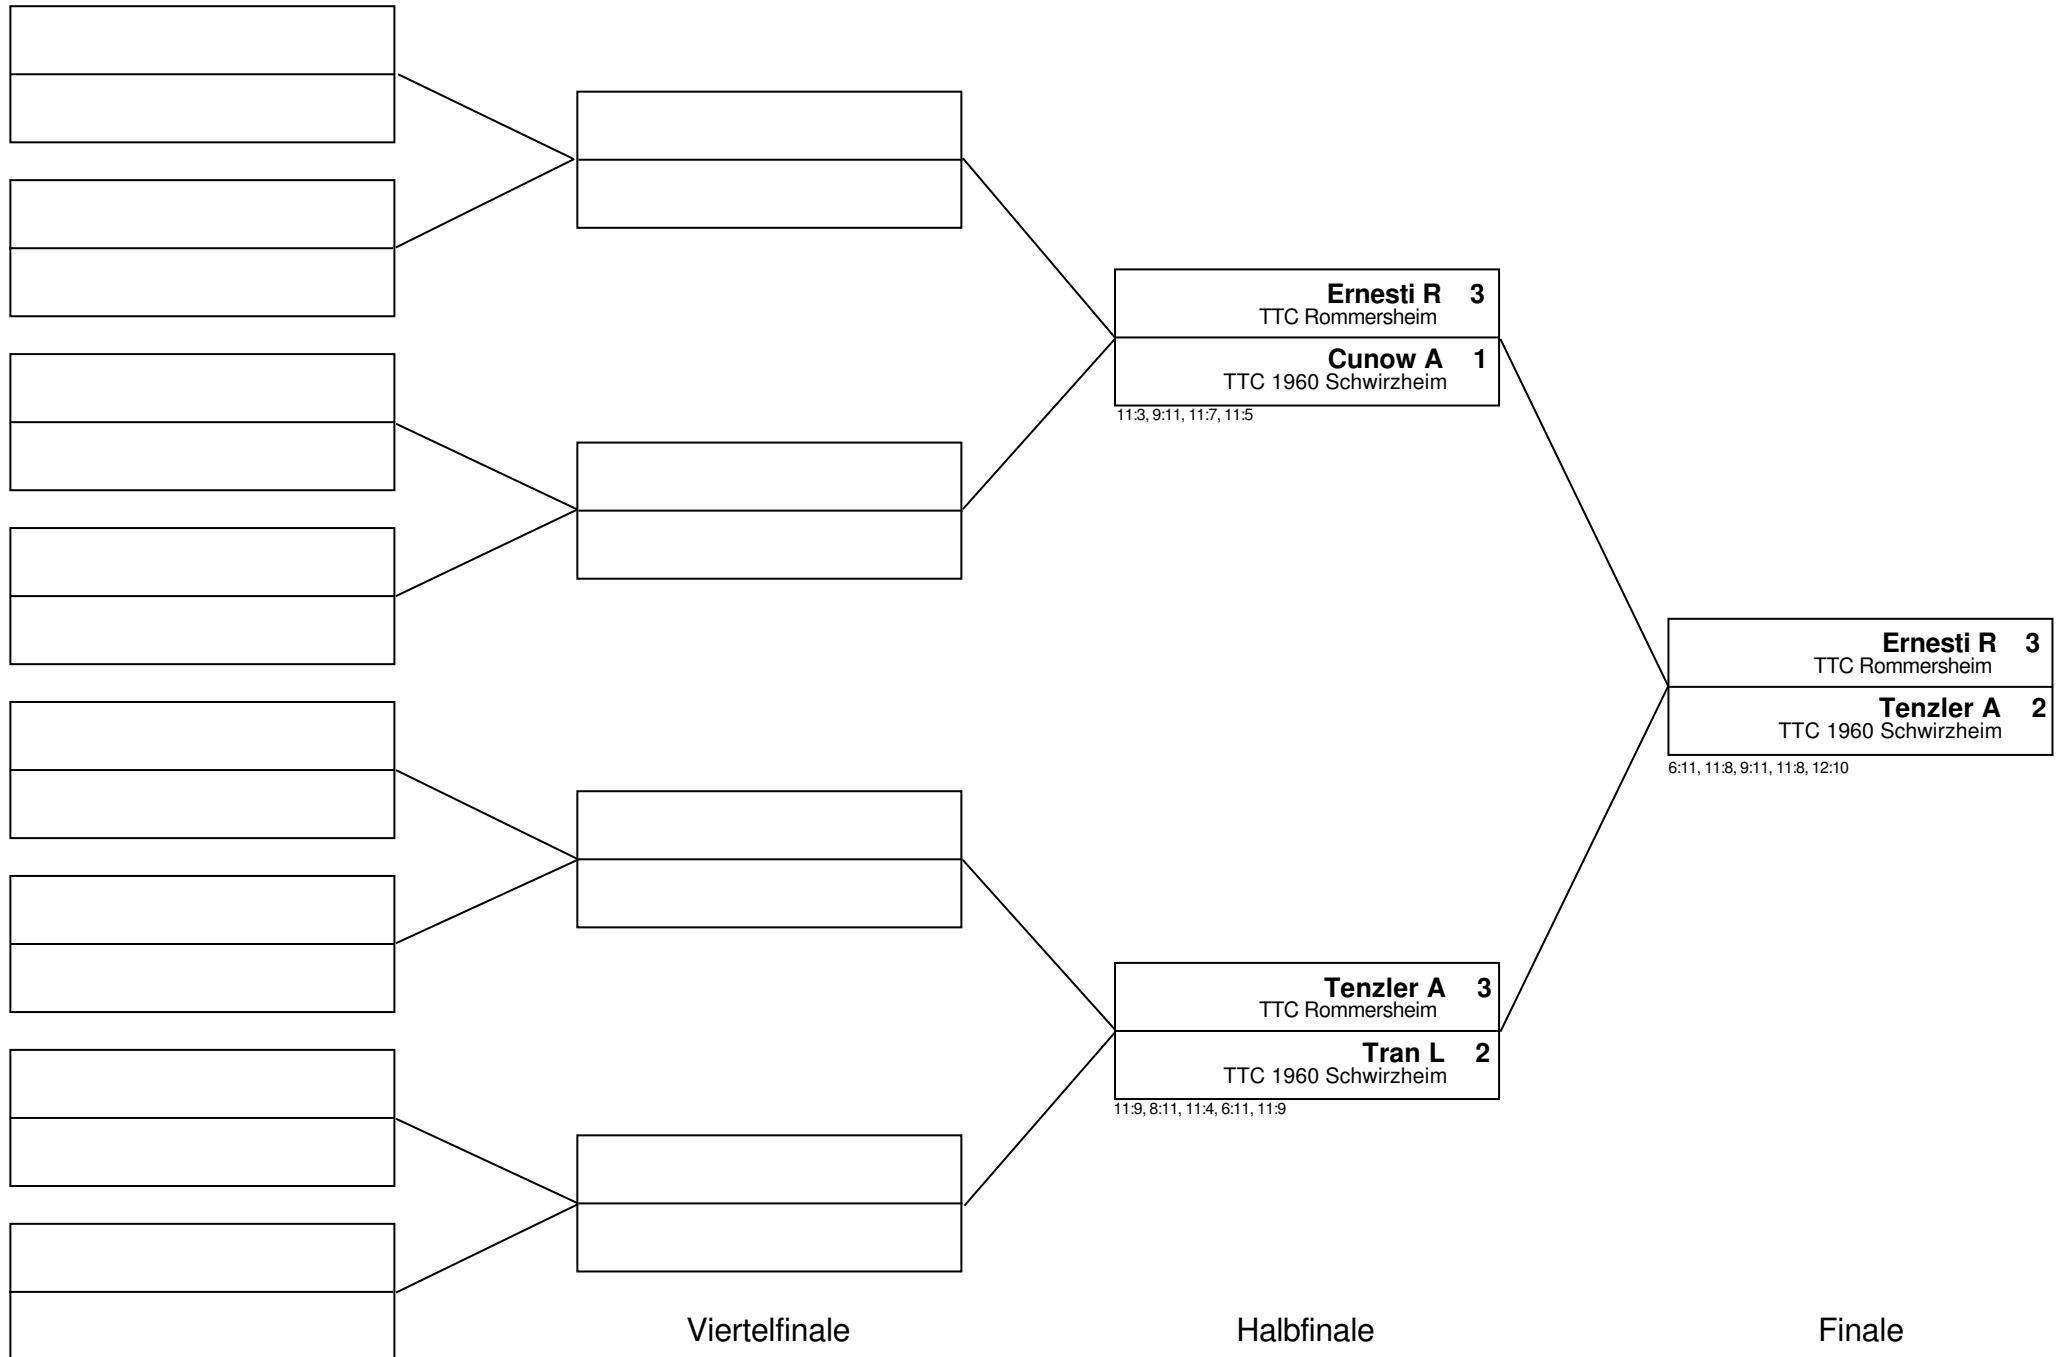 Ernesti R 3
TTC Rommersheim
Cunow A 1
TTC 1960 Schwirzheim
11:3, 9:11, 11:7, 11:5
Ernesti R 3
TTC Rommersheim
Tenzler A 2
TTC 1960 Schwirzheim
6:11, 11:8, 9:11, 11:8, 12:10
Tenzler A 3
TTC Rommersheim
Tran L 2
TTC 1960 Schwirzheim
11:9, 8:11, 11:4, 6:11, 11:9
Viertelfinale Halbfinale Finale